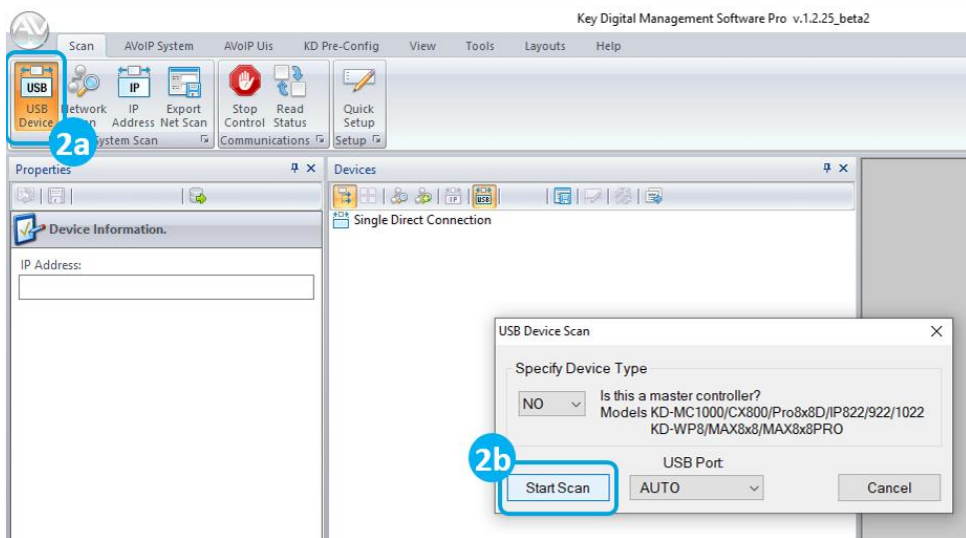 Key Digital Management Software Pro v.1.2.25_beta2
AV
Scan AVoIP System AVoIP Uis KD Pre-Config View Tools Layouts Help
USB IP
USB Network IP Export Stop Read Quick
Device Address Net Scan Control Status Setup
2a
System Scan Communications Setup
Properties Devices
IP USB
Device Information.
Single Direct Connection
IP Address:
USB Device Scan
Specify Device Type
NO
Is this a master controller?
Models KD-MC1000/CX800/Pro8x8D/IP822/922/1022
KD-WP8/MAX8x8/MAX8x8PRO
2b
USB Port:
Start Scan AUTO Cancel